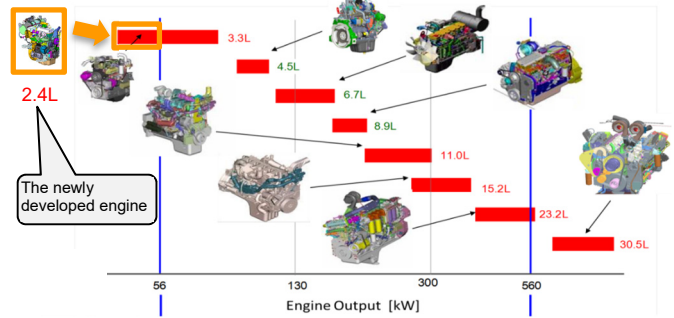 3.3L
4.5L
2.4L
6.7L
8.9L
11.0L
The newly
developed engine
15.2L
23.2L
30.5L
56
130
300
560
Engine Output [kW]